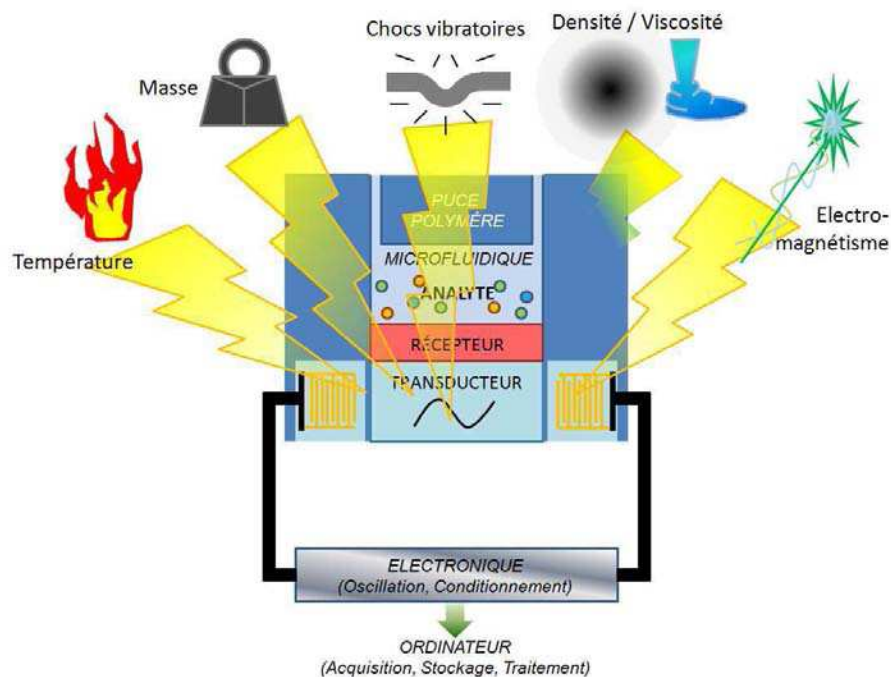 Chocs vibratoires
Densité / Viscosité
Masse
Température
Electro-
magnétisme
PUCE
POLYMÈRE
MICROFLUIDIQUE
ANALYTE
RÉCEPTEUR
TRANSDUCTEUR
ELECTRONIQUE
(Oscillation, Conditionnement)
ORDINATEUR
(Acquisition, Stockage, Traitement)